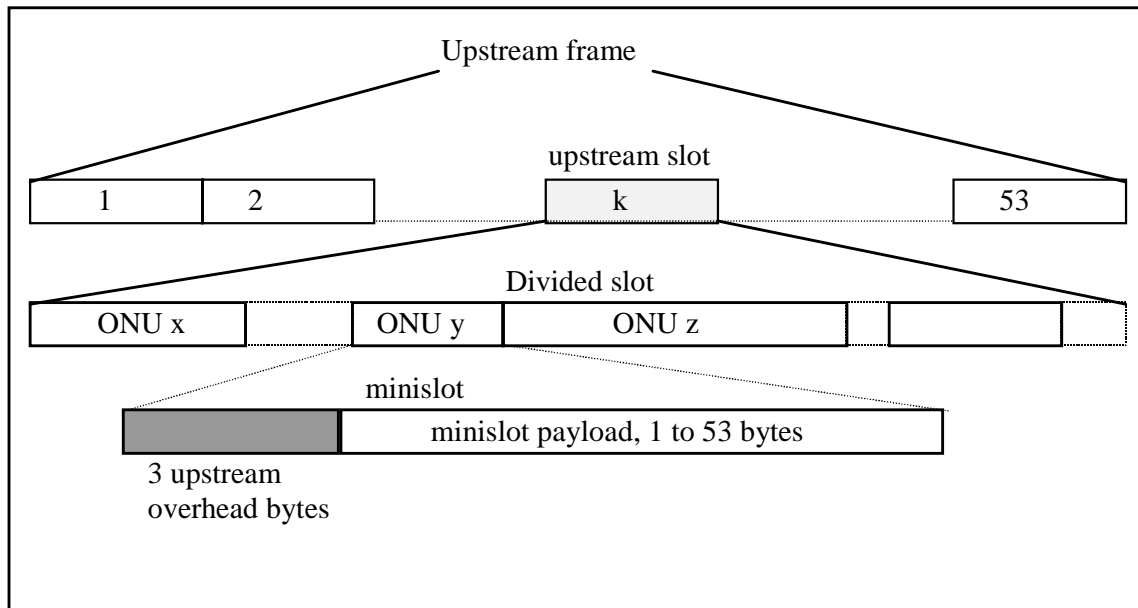 Upstream frame
upstream slot
1 2 k 53
Divided slot
ONU x ONU y ONU z
minislot
minislot payload, 1 to 53 bytes
3 upstream
overhead bytes